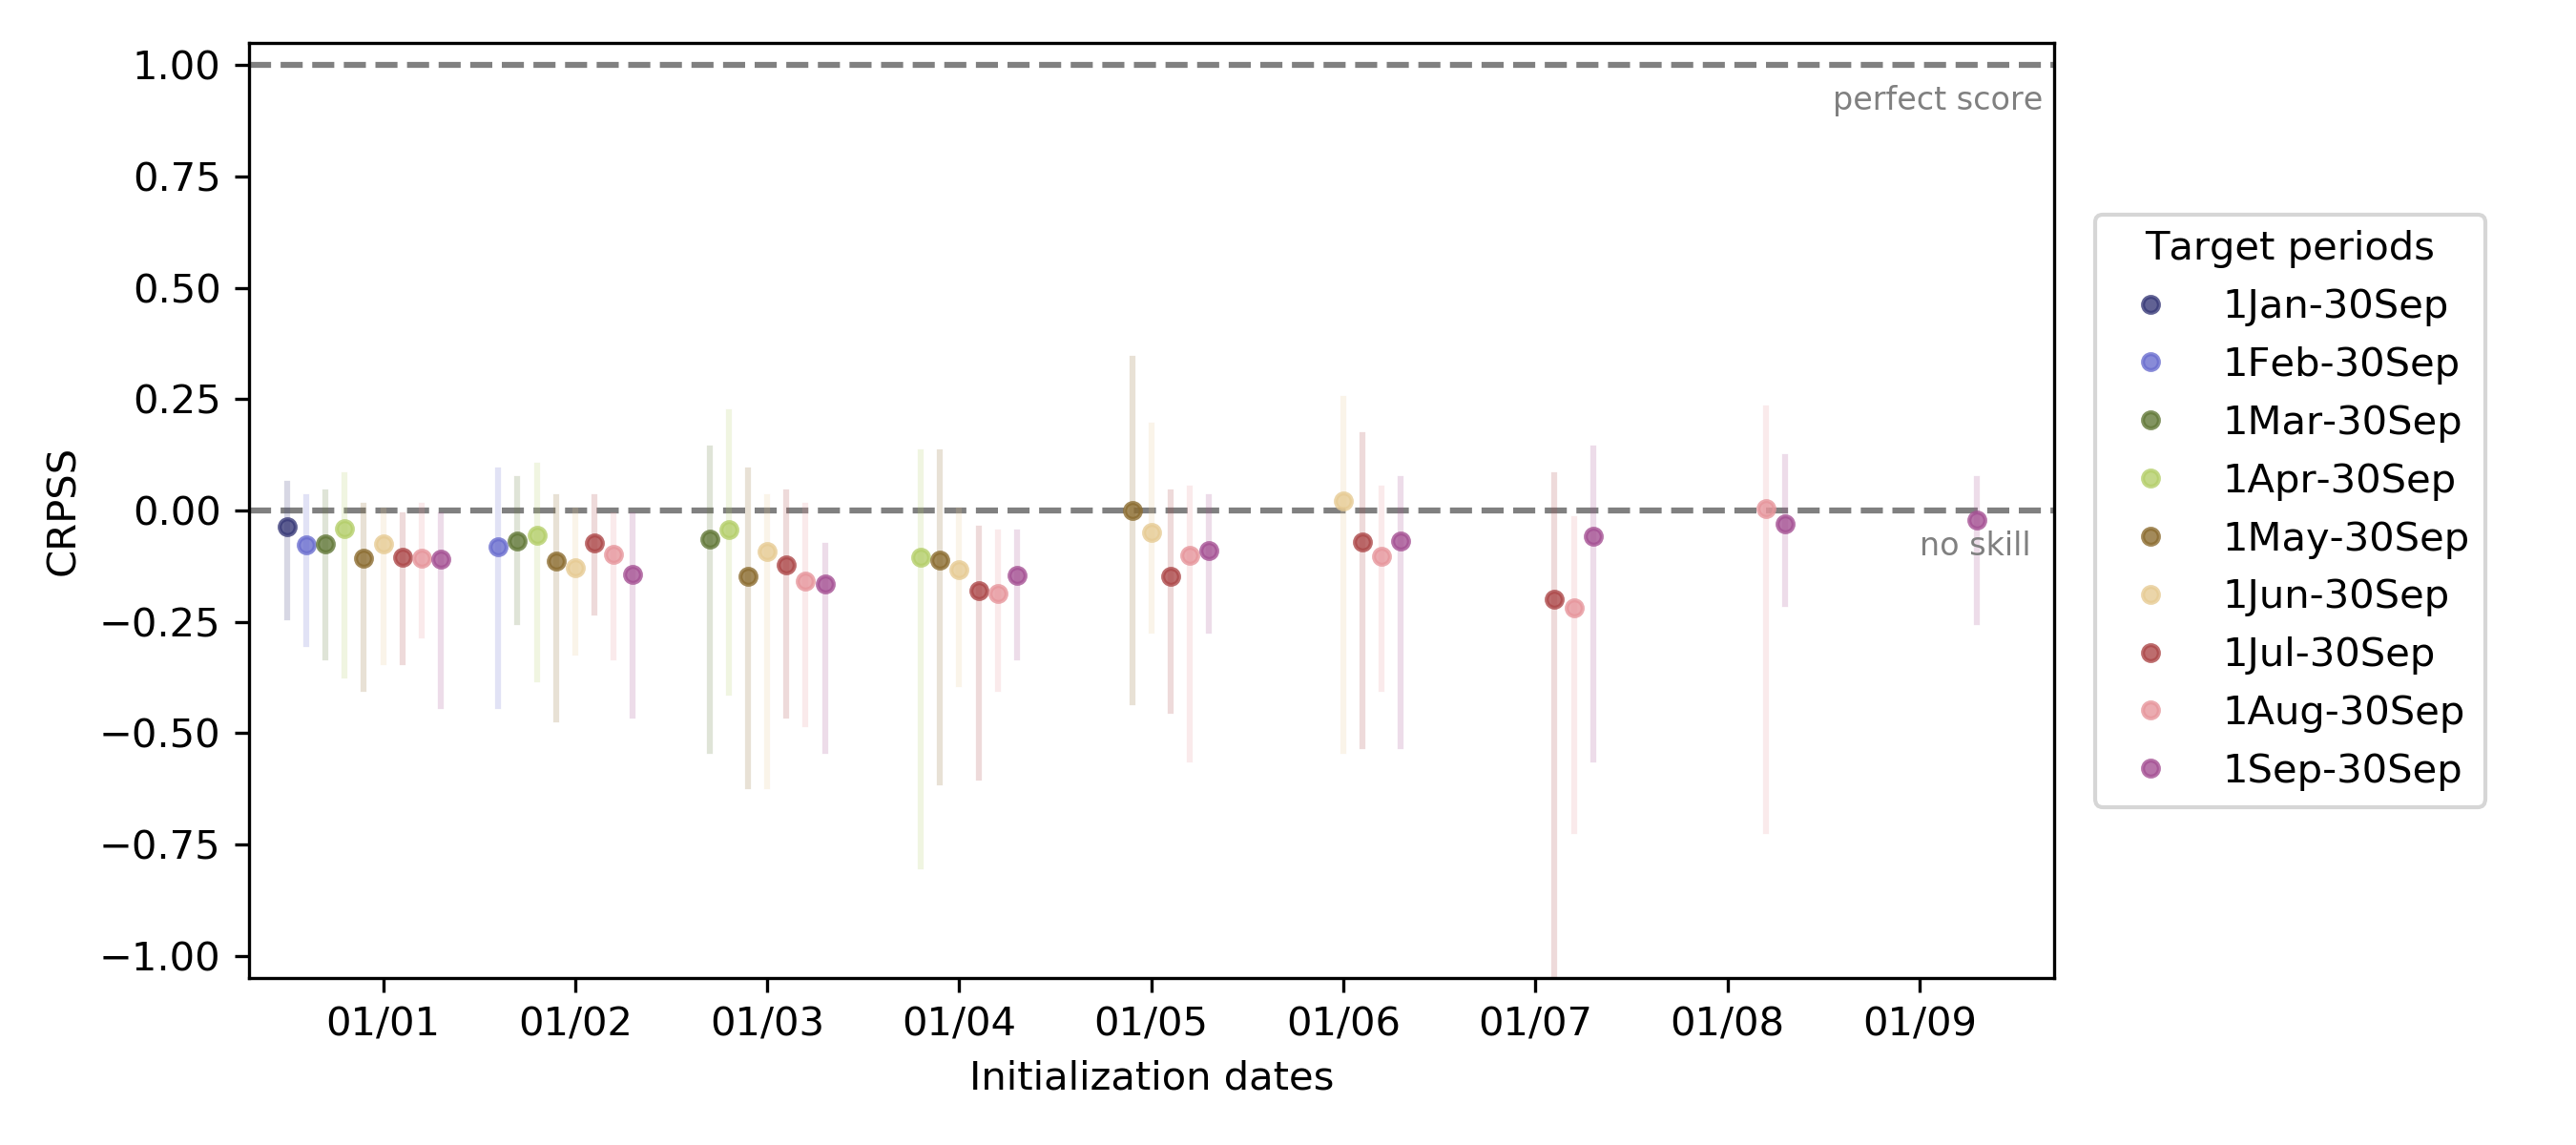 CRPSS
1.00
0.75
0.50
0.25
0.00
−0.25
−0.50
−0.75
−1.00
perfect score
no skill
01/01 01/02 01/03 01/04 01/05 01/06 01/07 01/08 01/09
Initialization dates
Target periods
1Jan-30Sep
1Feb-30Sep
1Mar-30Sep
1Apr-30Sep
1May-30Sep
1Jun-30Sep
1Jul-30Sep
1Aug-30Sep
1Sep-30Sep